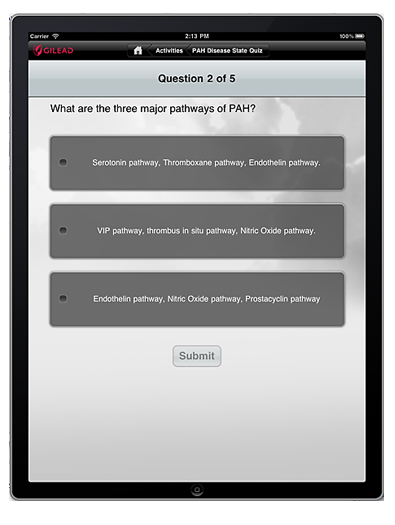 Carrier 2:13 PM 100%
GILEAD Activities PAH Disease State Quiz
Question 2 of 5
What are the three major pathways of PAH?
Serotonin pathway, Thromboxane pathway, Endothelin pathway.
VIP pathway, thrombus in situ pathway, Nitric Oxide pathway.
Endothelin pathway, Nitric Oxide pathway, Prostacyclin pathway
Submit